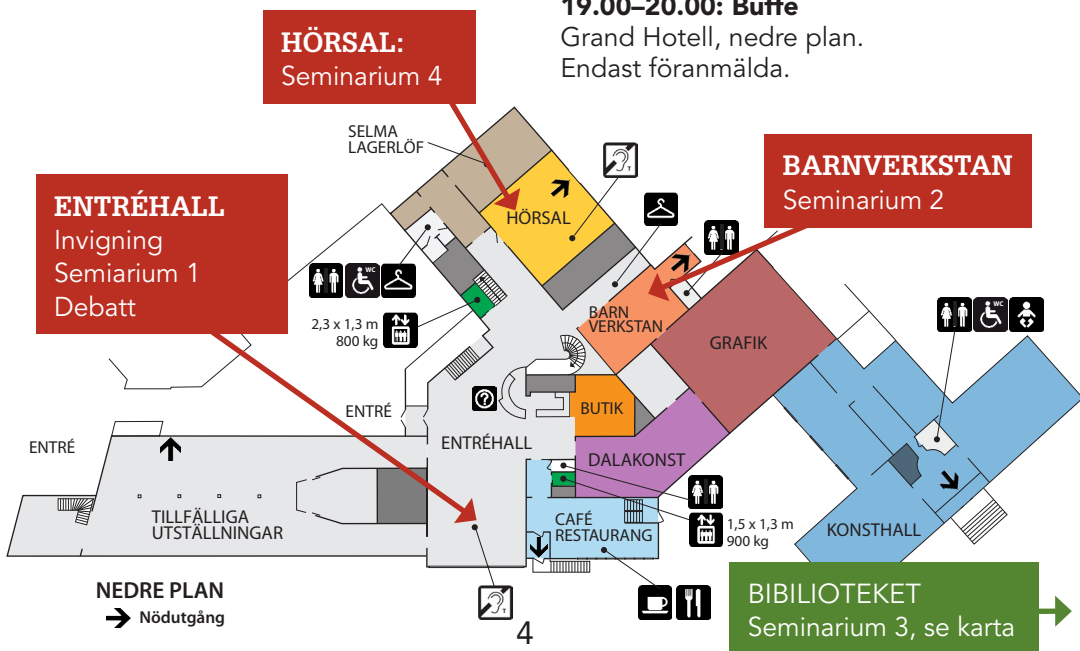 19.00–20.00: Buffé
Grand Hotell, nedre plan.
Endast föranmälda.
HÖRSAL:
Seminarium 4
SELMA
LAGERLÖF
BARNVERKSTAN
Seminarium 2
ENTRÉHALL
Invigning
Semiarium 1
Debatt
HÖRSAL
T
WC
2,3 x 1,3 m
800 kg
BARN
VERKSTAN
GRAFIK
WC
?
BUTIK
ENTRÉ
ENTRÉHALL
ENTRÉ
DALAKONST
TILLFÄLLIGA
UTSTÄLLNINGAR
CAFÉ
RESTAURANG
1,5 x 1,3 m
900 kg
KONSTHALL
NEDRE PLAN
Nödutgång
T
4
BIBILIOTEKET
Seminarium 3, se karta